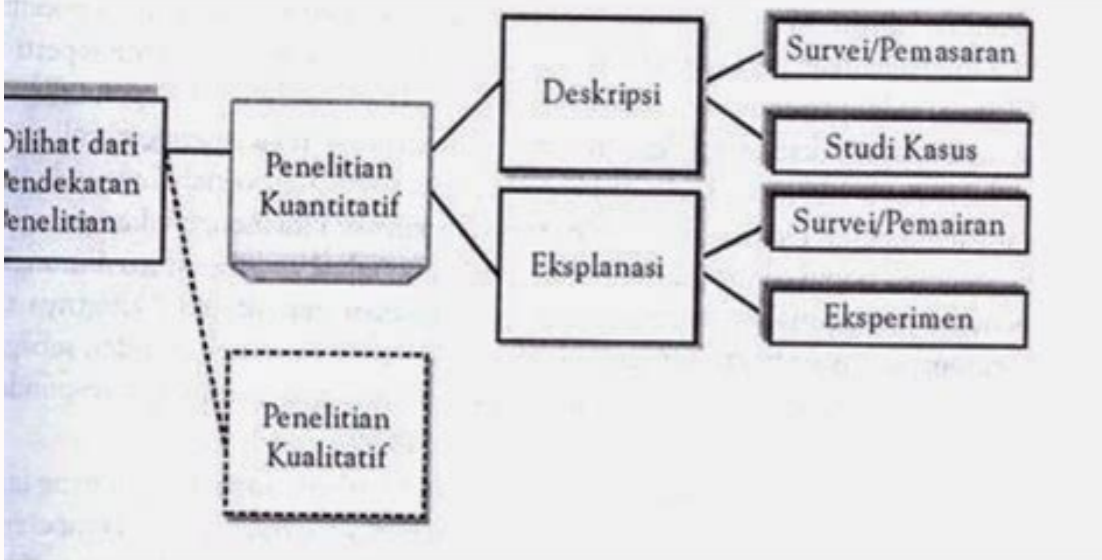 Dilihat dari
Pendekatan
Penelitian
Penelitian
Kuantitatif
Penelitian
Kualitatif
Deskripsi
Eksplanasi
Survei/Pemasaran
Studi Kasus
Survei/Pemairan
Eksperimen